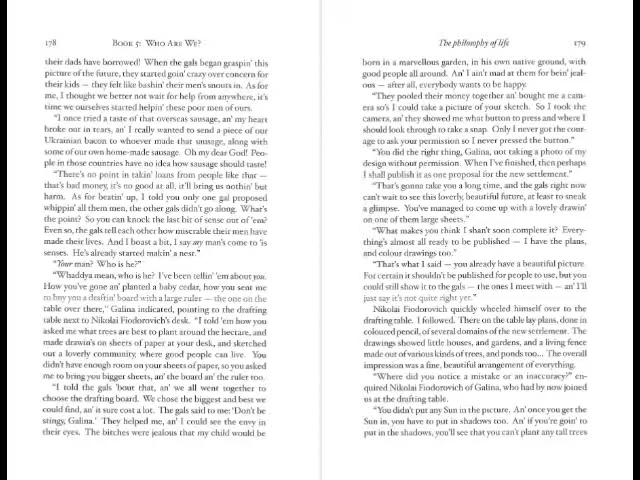 178 Book 5: Who Are We?
their dads have borrowed! When the gals began graspin' this
picture of the future, they started goin' crazy over concern for
their kids — they felt like bashin' their men's snouts in. As for
me, I thought we better not wait for help from anywhere, it's
time we ourselves started helpin' these poor men of ours.
"I once tried a taste of that overseas sausage, an' my heart
broke out in tears, an' I really wanted to send a piece of our
Ukrainian bacon to whoever made that sausage, along with
some of our own home-made sausage. Oh my dear God! Peo-
ple in those countries have no idea how sausage should taste!
"There's no point in takin' loans from people like that —
that's bad money, it's no good at all, it'll bring us nothin' but
harm. As for beatin' up, I told you only one gal proposed
whippin' all them men, the other gals didn't go along. What's
the point? So you can knock the last bit of sense out of 'em?
Even so, the gals tell each other how miserable their men have
made their lives. And I boast a bit, I say my man's come to 'is
senses. He's already started makin' a nest."
"Your man? Who is he?"
"Whaddya mean, who is he? I've been tellin' 'em about you.
How you've gone an' planted a baby cedar, how you sent me
to buy you a draftin' board with a large ruler — the one on the
table over there," Galina indicated, pointing to the drafting
table next to Nikolai Fiodorovich's desk. "I told 'em how you
asked me what trees are best to plant around the hectare, and
made drawin's on sheets of paper at your desk, and sketched
out a loverly community, where good people can live. You
didn't have enough room on your sheets of paper, so you asked
me to bring you bigger sheets, an' the board an' the ruler too.
"I told the gals 'bout that, an' we all went together to
choose the drafting board. We chose the biggest and best we
could find, an' it sure cost a lot. The gals said to me: 'Don't be
stingy, Galina.' They helped me, an' I could see the envy in
their eyes. The bitches were jealous that my child would be
The philosophy of life 179
born in a marvellous garden, in his own native ground, with
good people all around. An' I ain't mad at them for bein' jeal-
ous — after all, everybody wants to be happy.
"They pooled their money together an' bought me a cam-
era so's I could take a picture of your sketch. So I took the
camera, an' they showed me what button to press and where I
should look through to take a snap. Only I never got the cour-
age to ask your permission so I never pressed the button."
"You did the right thing, Galina, not taking a photo of my
design without permission. When I've finished, then perhaps
I shall publish it as one proposal for the new settlement."
"That's gonna take you a long time, and the gals right now
can't wait to see this loverly, beautiful future, at least to sneak
a glimpse. You've managed to come up with a lovely drawin'
on one of them large sheets."
"What makes you think I shan't soon complete it? Every-
thing's almost all ready to be published — I have the plans,
and colour drawings too."
"That's what I said — you already have a beautiful picture.
For certain it shouldn't be published for people to use, but you
could still show it to the gals — the ones I meet with — an' I'll
just say it's not quite right yet."
Nikolai Fiodorovich quickly wheeled himself over to the
drafting table. I followed. There on the table lay plans, done in
coloured pencil, of several domains of the new settlement. The
drawings showed little houses, and gardens, and a living fence
made out of various kinds of trees, and ponds too... The overall
impression was a fine, beautiful arrangement of everything.
"Where did you notice a mistake or an inaccuracy?" en-
quired Nikolai Fiodorovich of Galina, who had by now joined
us at the drafting table.
"You didn't put any Sun in the picture. An' once you get the
Sun in, you have to put in shadows too. An' if you're goin' to
put in the shadows, you'll see that you can't plant any tall trees